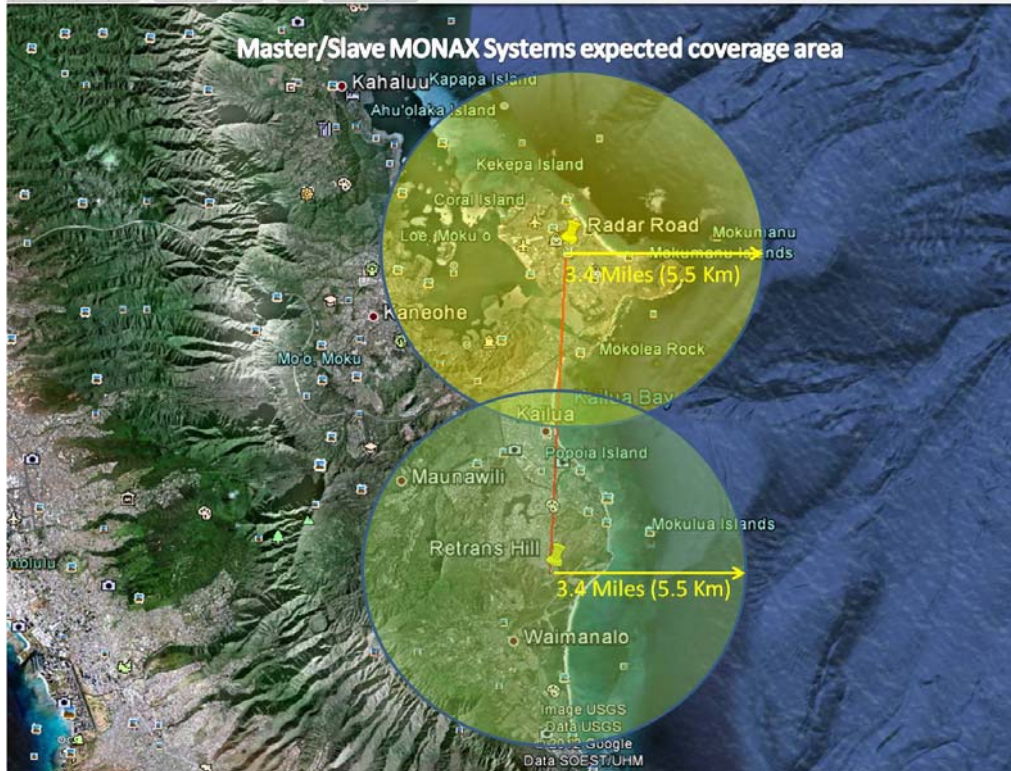 Master/Slave MONAX Systems expected coverage area
Kahaluu
Kapapa Island
Ahu'olaka Island
Kekepa Island
Coral Island
Radar Road
Loe, Moku o
Mokumanu
Mokumanu Islands
3.4 Miles (5.5 Km)
Kaneohe
Mo'o, Moku
Mokolea Rock
Kailua Bay
Kailua
Popoia Island
Maunawili
Mokulua Islands
Retrans Hill
onolulu
3.4 Miles (5.5 Km)
Waimanalo
Image USGS
Data USGS
© 2012 Google
Data SOEST/UHM